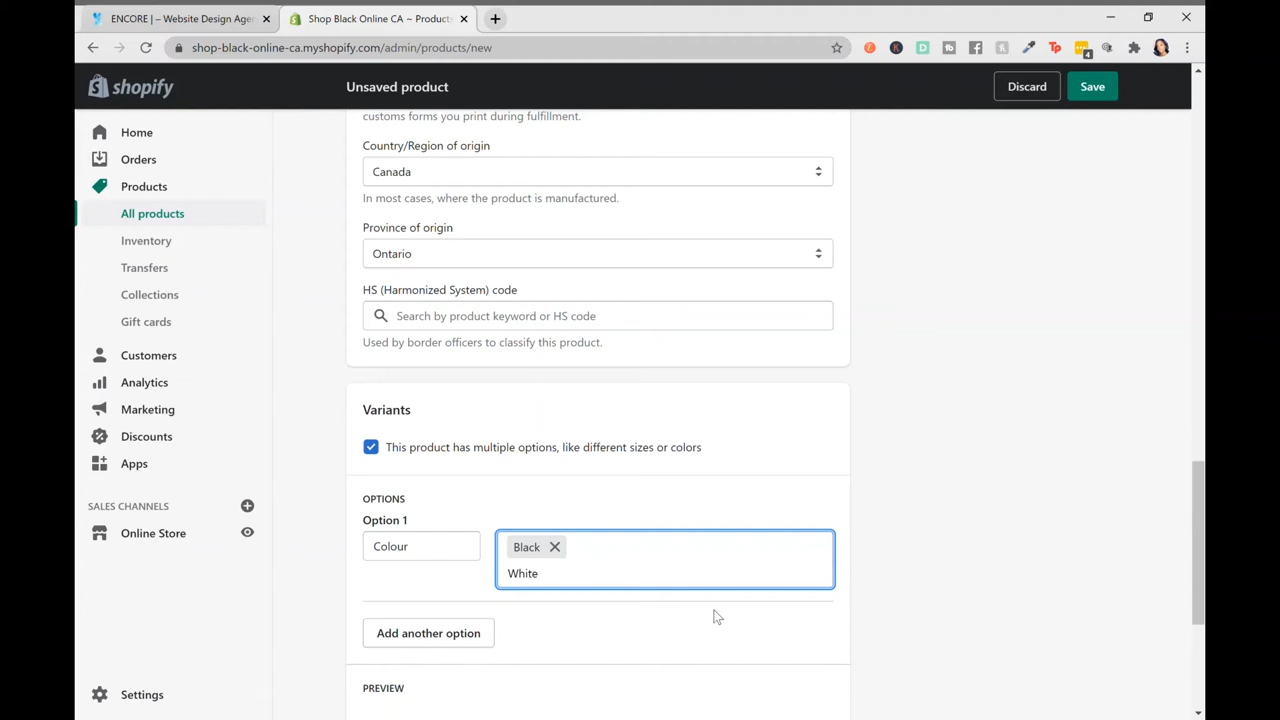 ENCORE | – Website Design Agen
Shop Black Online CA ~ Products
shop-black-online-ca.myshopify.com/admin/products/new
4
shopify
Unsaved product
Discard
Save
Home
Orders
Products
All products
Inventory
Transfers
Collections
Gift cards
Customers
Analytics
Marketing
Discounts
Apps
SALES CHANNELS
Online Store
Settings
customs forms you print during fulfillment.
Country/Region of origin
Canada
In most cases, where the product is manufactured.
Province of origin
Ontario
HS (Harmonized System) code
Search by product keyword or HS code
Used by border officers to classify this product.
Variants
This product has multiple options, like different sizes or colors
OPTIONS
Option 1
Colour
Black
White
Add another option
PREVIEW